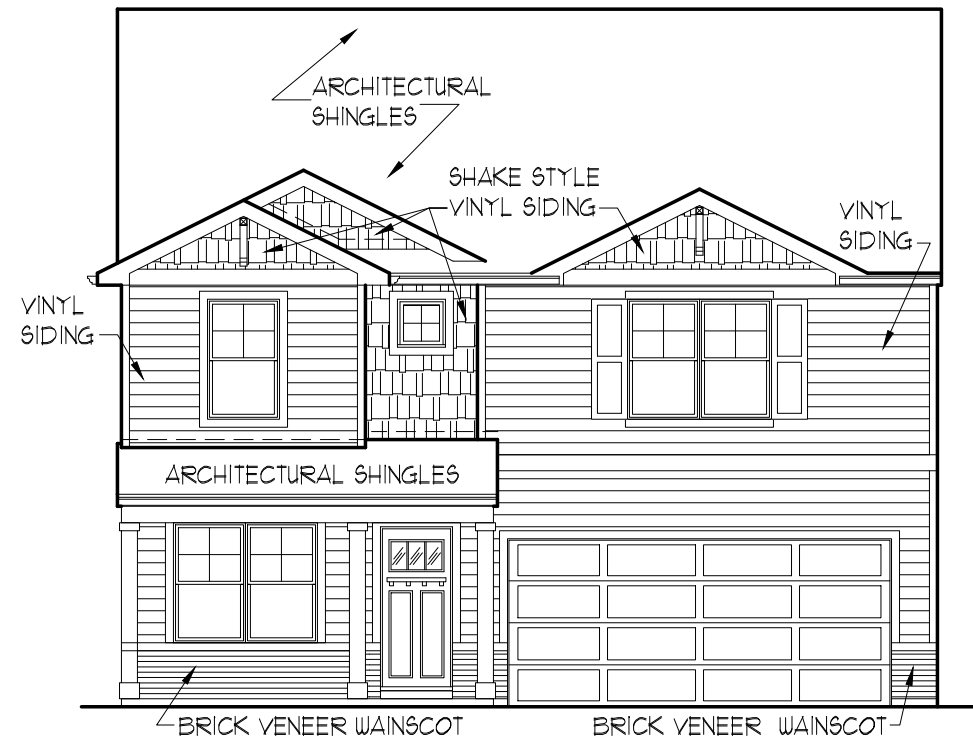 ARCHITECTURAL
SHINGLES
SHAKE STYLE
VINYL SIDING
VINYL
SIDING
VINYL
SIDING
ARCHITECTURAL SHINGLES
BRICK VENEER WAINSCOT
BRICK VENEER WAINSCOT